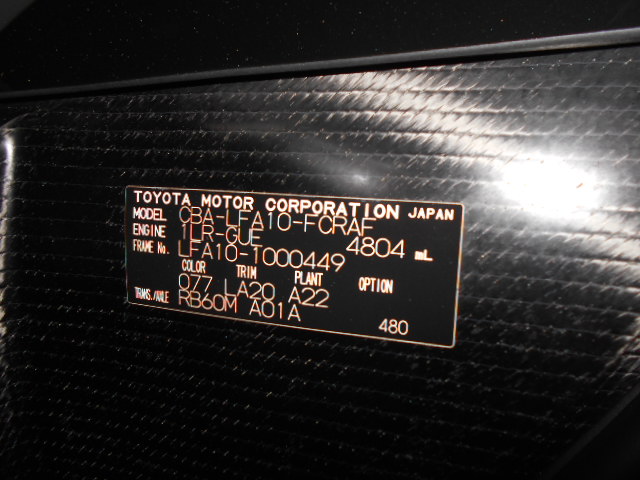 TOYOTA MOTOR CORPORATION JAPAN
MODEL CBA-LFA10-FCRAF
ENGINE 1LR-GUE 4804 mL
FRAME No. LFA10-1000449
COLOR TRIM PLANT OPTION
077 LA20 A22
TRANS./AXLE RB60M A01A
480